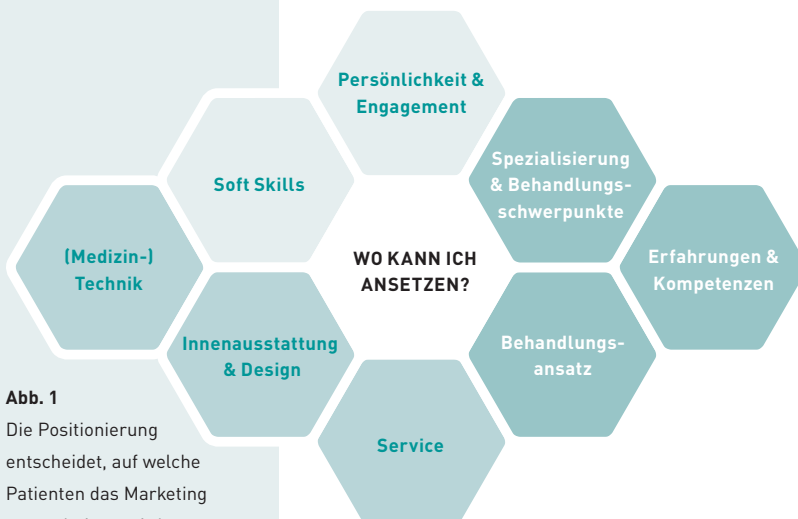 Persönlichkeit &
Engagement
Soft Skills
Spezialisierung
& Behandlungs-
schwerpunkte
(Medizin-)
Technik
WO KANN ICH
ANSETZEN?
Erfahrungen &
Kompetenzen
Innenausstattung
& Design
Behandlungs-
ansatz
Service
Abb. 1
Die Positionierung
entscheidet, auf welche
Patienten das Marketing